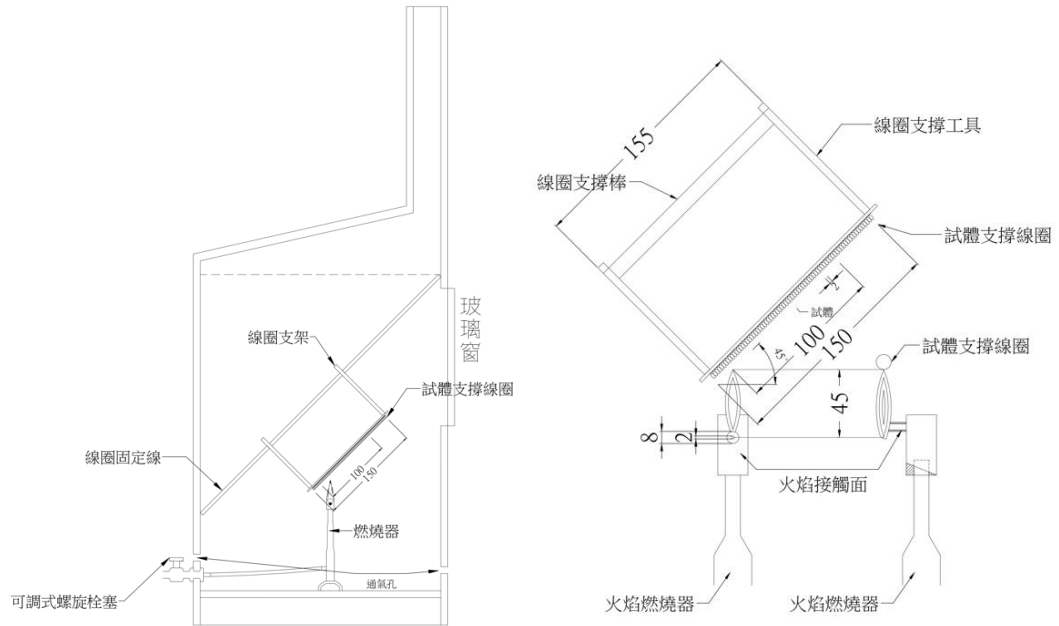 玻璃窗
線圈支架
試體支撐線圈
100
150
線圈固定線
燃燒器
通氣孔
可調式螺旋栓塞
155
線圈支撐工具
線圈支撐棒
試體支撐線圈
2
試體
100
150
45°
試體支撐線圈
45
8
2
火焰接觸面
火焰燃燒器
火焰燃燒器